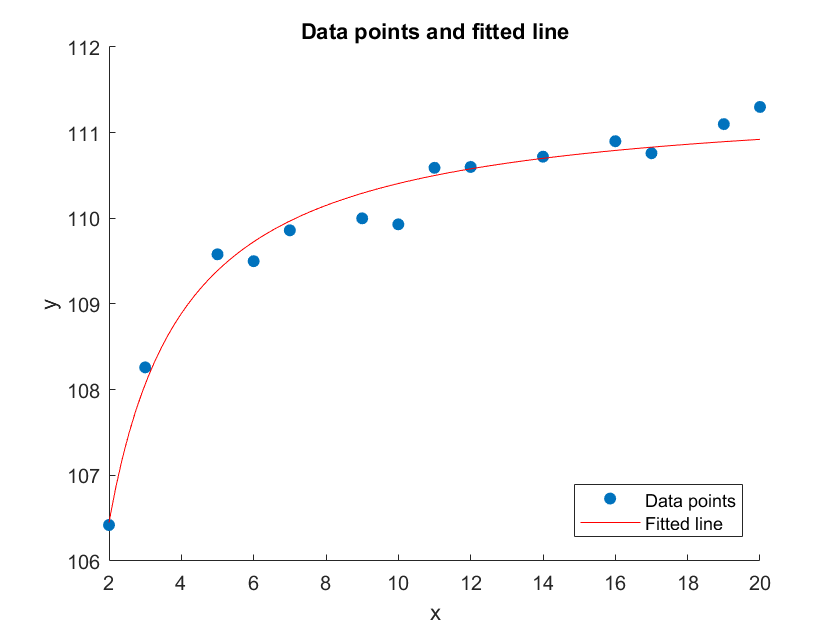 Data points and fitted line
112
111
110
109
108
107
106
y
2 4 6 8 10 12 14 16 18 20
x
Data points
Fitted line